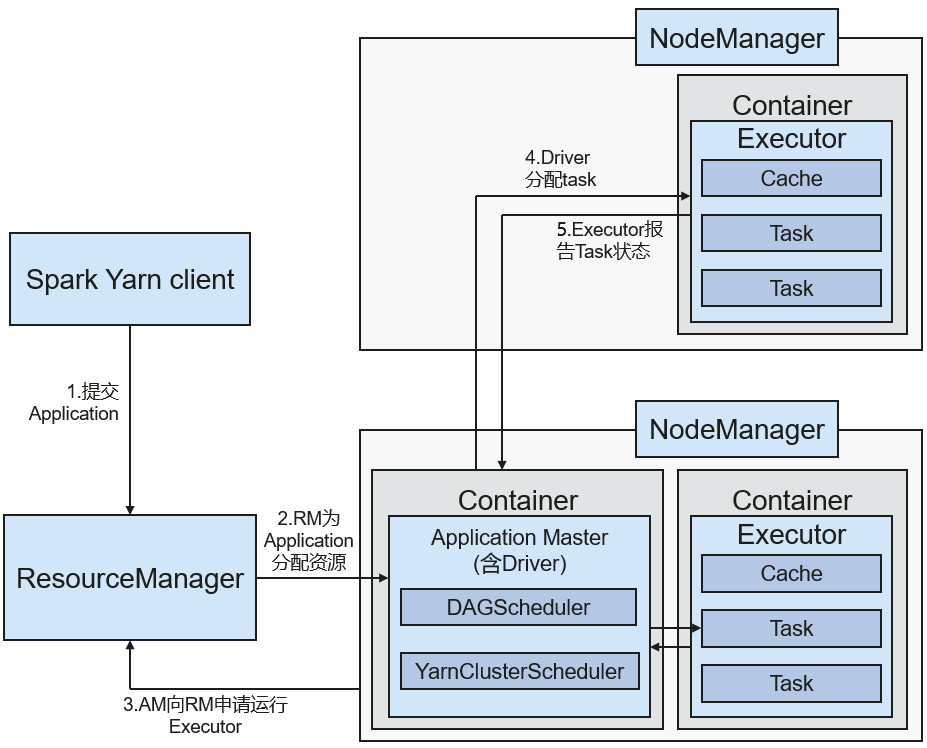 NodeManager
Container
Executor
Cache
Task
Task
4.Driver
分配task
5.Executor报
告Task状态
Spark Yarn client
1.提交
Application
ResourceManager
2.RM为
Application
分配资源
3.AM向RM申请运行
Executor
NodeManager
Container
Application Master
(含Driver)
DAGScheduler
YarnClusterScheduler
Container
Executor
Cache
Task
Task